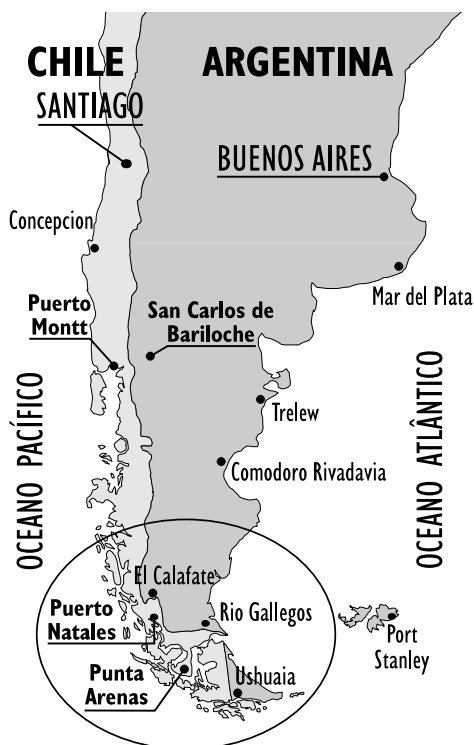 CHILE
ARGENTINA
SANTIAGO
BUENOS AIRES
Concepcion
Mar del Plata
Puerto
Montt
San Carlos de
Bariloche
OCEANO PACÍFICO
OCEANO ATLÂNTICO
Trelew
Comodoro Rivadavia
El Calafate
Puerto
Natales
Rio Gallegos
Port
Stanley
Punta
Arenas
Ushuaia